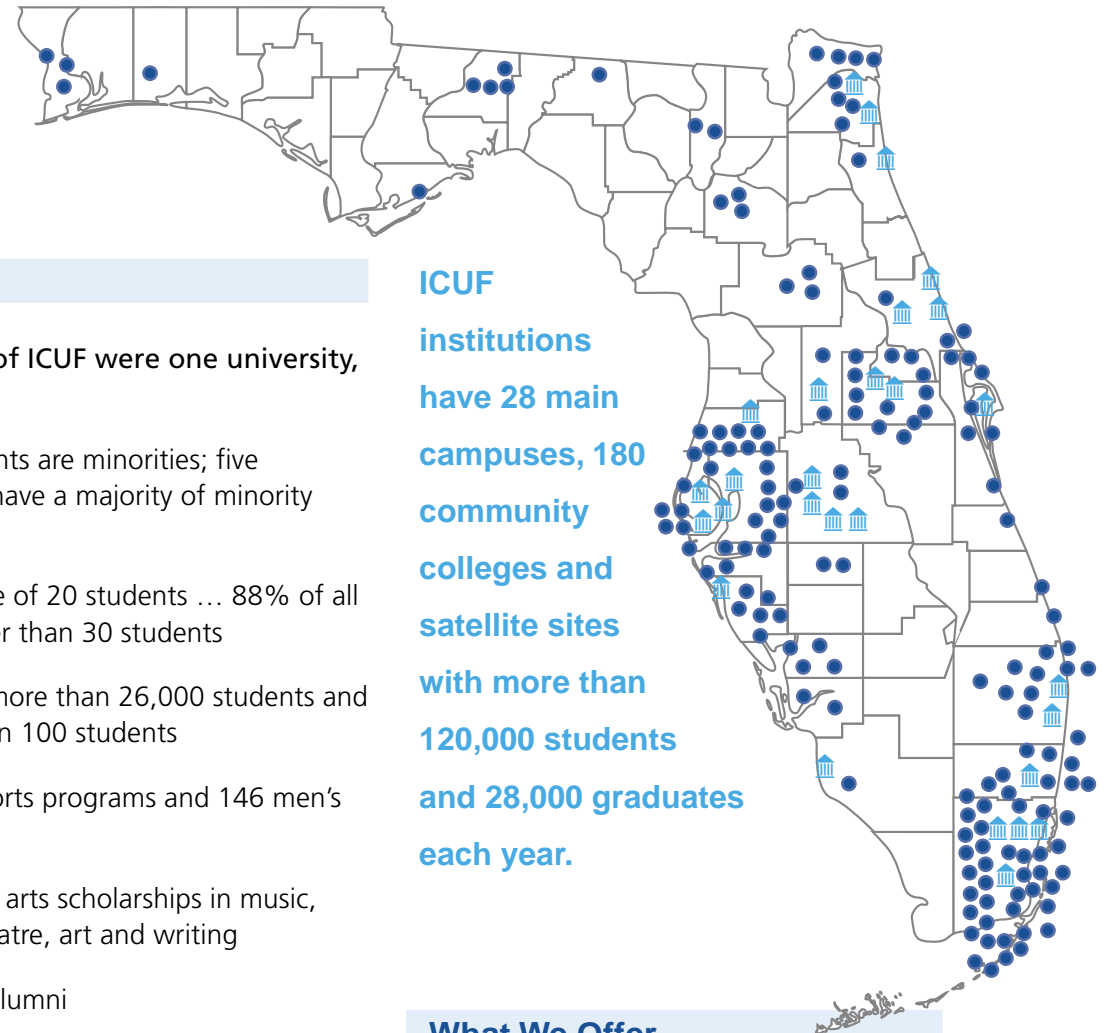 of ICUF were one university,
nts are minorities; five
have a majority of minority
e of 20 students … 88% of all
er than 30 students
more than 26,000 students and
n 100 students
orts programs and 146 men's
arts scholarships in music,
atre, art and writing
lumni
ICUF
institutions
have 28 main
campuses, 180
community
colleges and
satellite sites
with more than
120,000 students
and 28,000 graduates
each year.
What We Offer